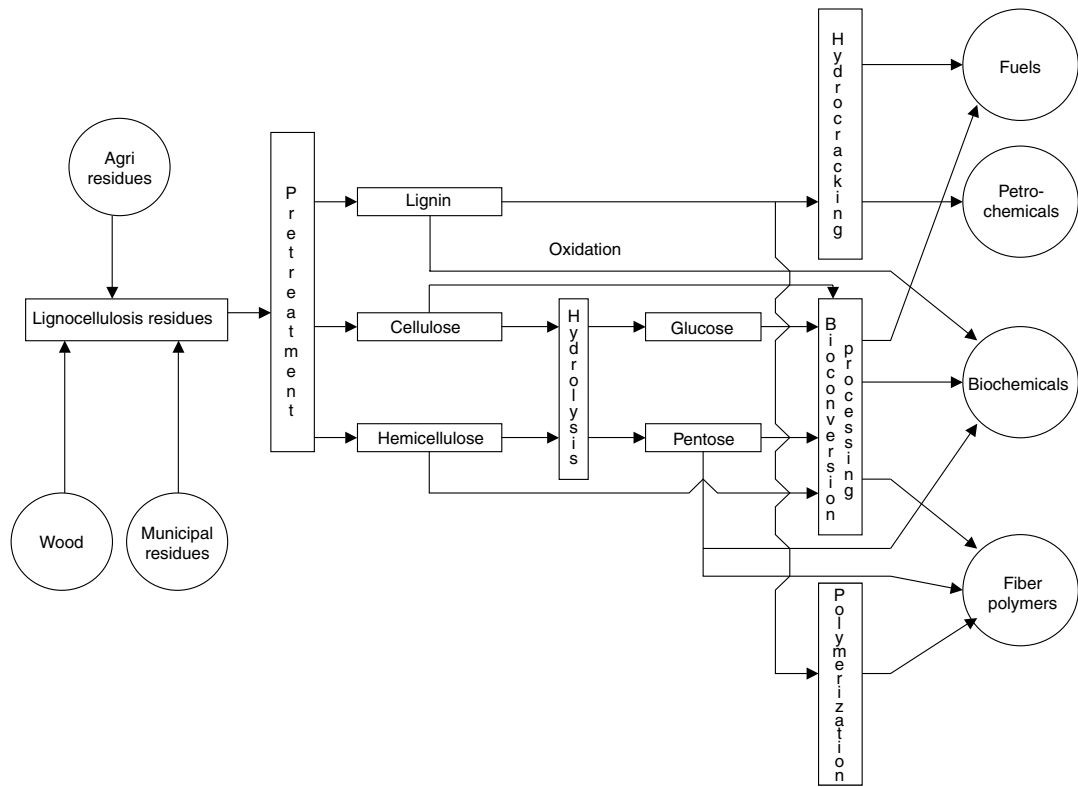 Agri
residues
Lignocellulosis residues
Wood
Municipal
residues
Pretreatment
Lignin
Oxidation
Cellulose
Hemicellulose
Hydrolysis
Glucose
Pentose
Hydrocracking
Bioconversion
processing
Polymerization
Fuels
Petro-
chemicals
Biochemicals
Fiber
polymers